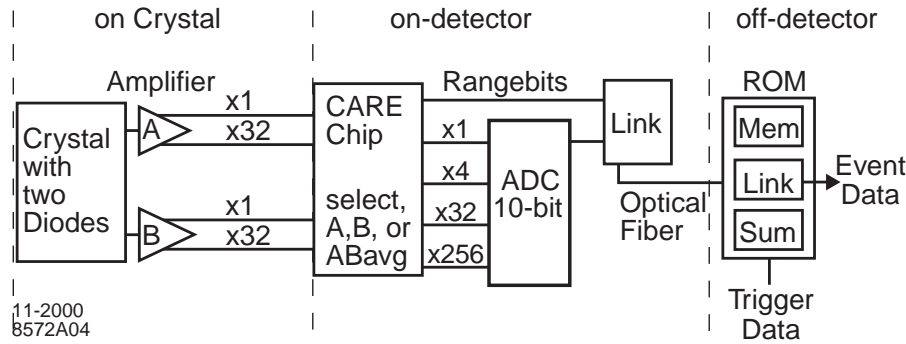 on Crystal
on-detector
off-detector
Amplifier
Rangebits
ROM
Crystal
with
two
Diodes
A
x1
x32
B
x1
x32
CARE
Chip
select,
A,B, or
ABavg
x1
x4
x32
x256
ADC
10-bit
Link
Optical
Fiber
Mem
Link
Sum
Event
Data
Trigger
Data
11-2000
8572A04